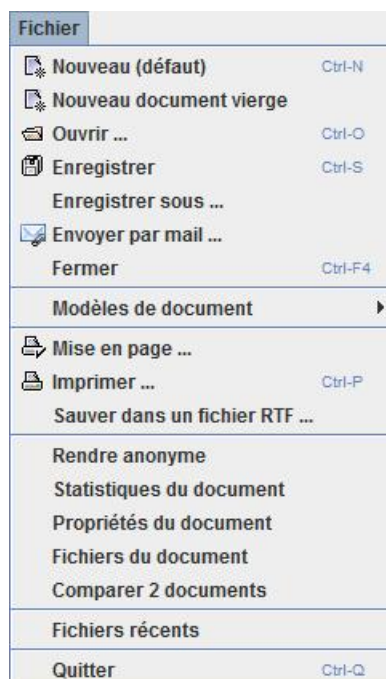 Fichier
Nouveau (défaut) Ctrl-N
Nouveau document vierge
Ouvrir ... Ctrl-O
Enregistrer Ctrl-S
Enregistrer sous ...
Envoyer par mail ...
Fermer Ctrl-F4
Modèles de document
Mise en page ...
Imprimer ... Ctrl-P
Sauver dans un fichier RTF ...
Rendre anonyme
Statistiques du document
Propriétés du document
Fichiers du document
Comparer 2 documents
Fichiers récents
Quitter Ctrl-Q